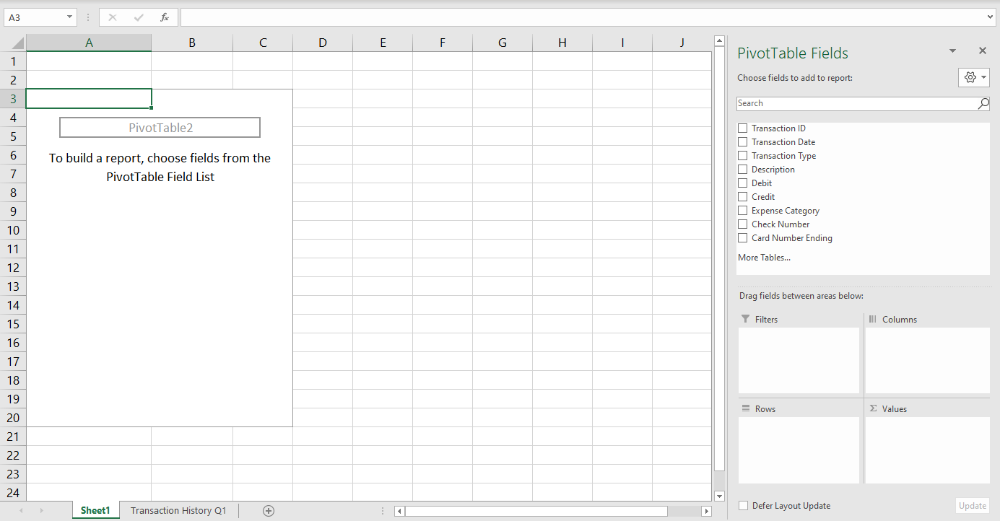 A3
fx
A B C D E F G H I J
1
2
3
4
5
6
7
8
9
10
11
12
13
14
15
16
17
18
19
20
21
22
23
24
PivotTable2
To build a report, choose fields from the
PivotTable Field List
Sheet1 Transaction History Q1
PivotTable Fields
Choose fields to add to report:
Search
Transaction ID
Transaction Date
Transaction Type
Description
Debit
Credit
Expense Category
Check Number
Card Number Ending
More Tables...
Drag fields between areas below:
Filters
Columns
Rows
Σ Values
Defer Layout Update
Update